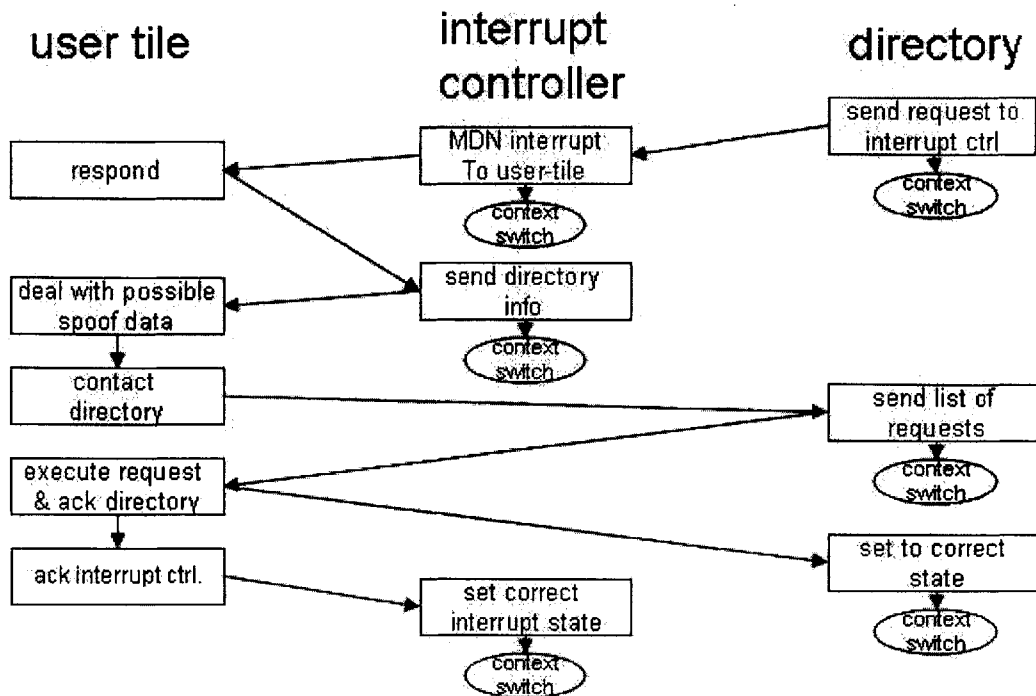 user tile
interrupt
controller
directory
send request to
interrupt ctrl
MDN interrupt
To user-tile
respond
context
switch
context
switch
send directory
info
deal with possible
spoof data
context
switch
contact
directory
send list of
requests
execute request
& ack directory
context
switch
set to correct
state
ack interrupt ctrl.
set correct
interrupt state
context
switch
context
switch